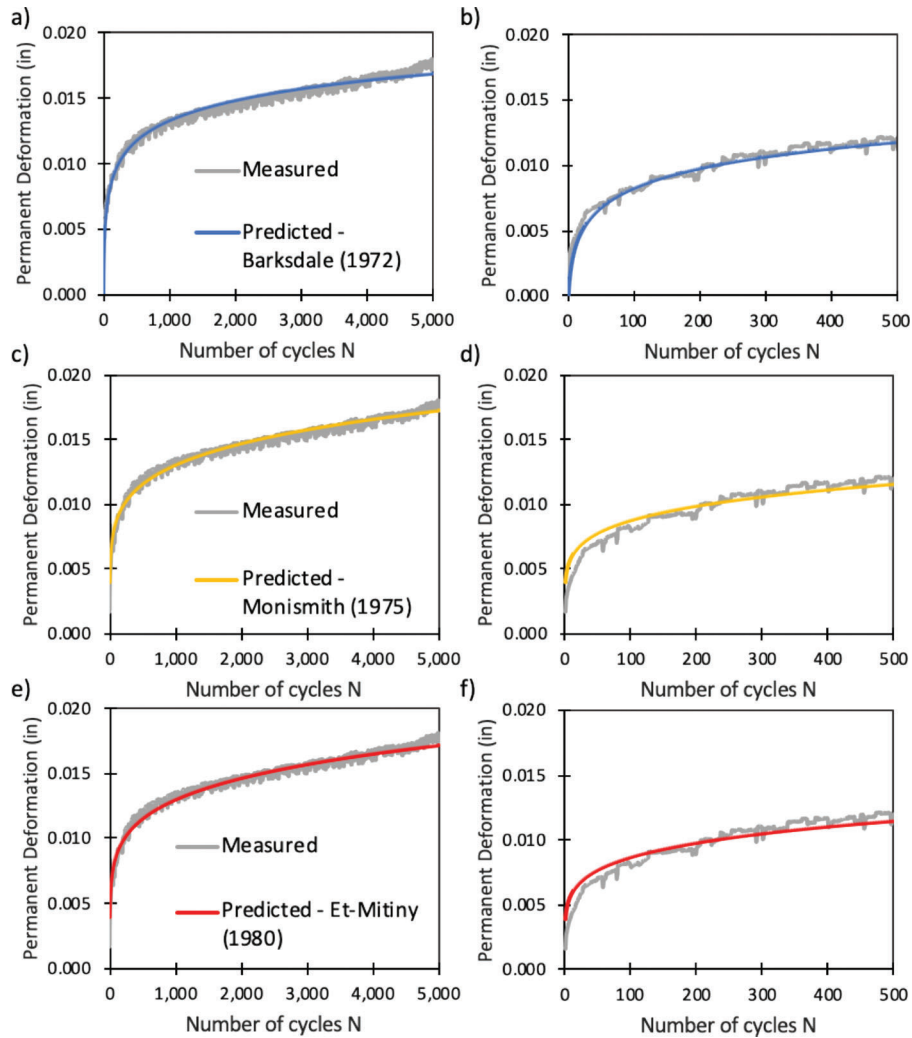 a)
Permanent Deformation (in)
0.020
0.015
0.010
0.005
0.000
Measured
Predicted -
Barksdale (1972)
0 1,000 2,000 3,000 4,000 5,000
Number of cycles N
b)
Permanent Deformation (in)
0.020
0.015
0.010
0.005
0.000
0 100 200 300 400 500
Number of cycles N
c)
Permanent Deformation (in)
0.020
0.015
0.010
0.005
0.000
Measured
Predicted -
Monismith (1975)
0 1,000 2,000 3,000 4,000 5,000
Number of cycles N
d)
Permanent Deformation (in)
0.020
0.015
0.010
0.005
0.000
0 100 200 300 400 500
Number of cycles N
e)
Permanent Deformation (in)
0.020
0.015
0.010
0.005
0.000
Measured
Predicted - Et-Mitiny
(1980)
0 1,000 2,000 3,000 4,000 5,000
Number of cycles N
f)
Permanent Deformation (in)
0.020
0.015
0.010
0.005
0.000
0 100 200 300 400 500
Number of cycles N